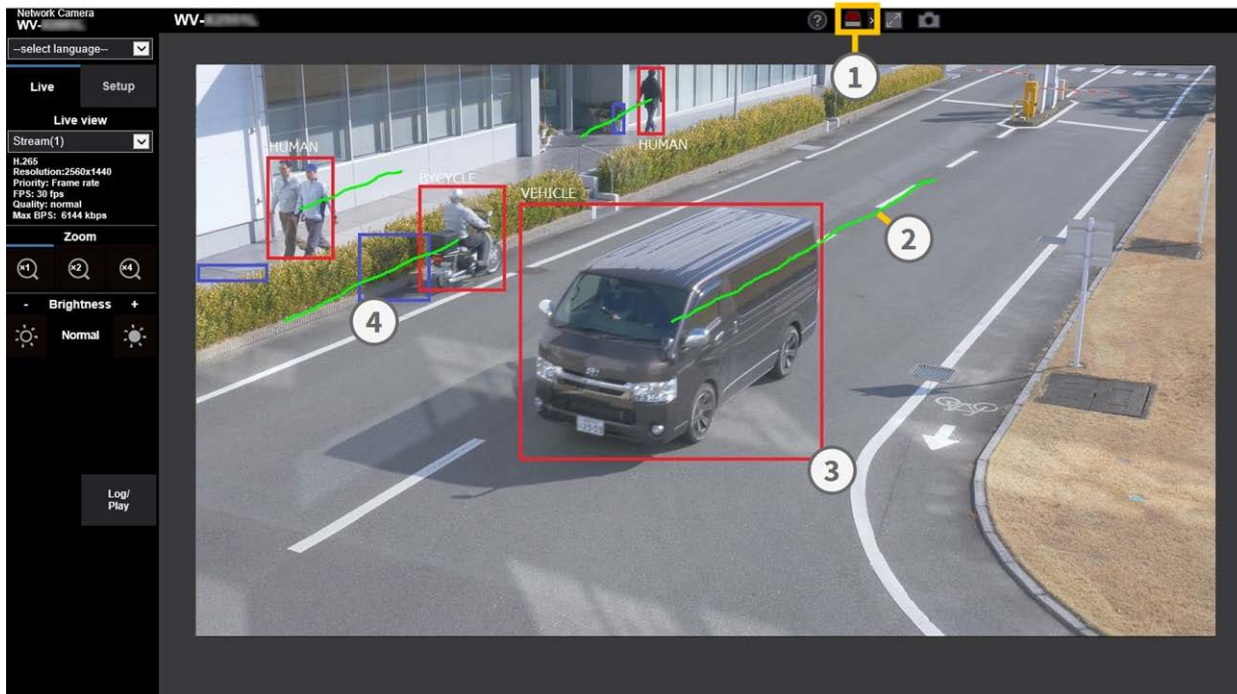 Network Camera
WV-
WV-
--select language--
Live
Setup
Live view
Stream(1)
H.265
Resolution:2560x1440
Priority: Frame rate
FPS: 30 fps
Quality: normal
Max BPS: 6144 kbps
Zoom
x1
x2
x4
- Brightness +
Normal
Log/
Play
?
1
HUMAN
HUMAN
BYCYCLE
VEHICLE
2
4
3